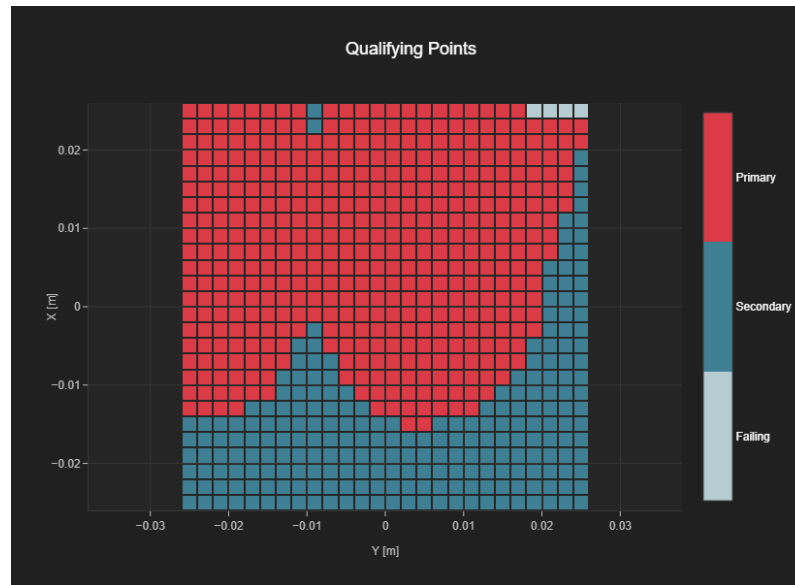 Qualifying Points
0.02
0.01
0
−0.01
−0.02
X [m]
−0.03
−0.02
−0.01
0
0.01
0.02
0.03
Y [m]
Primary
Secondary
Failing